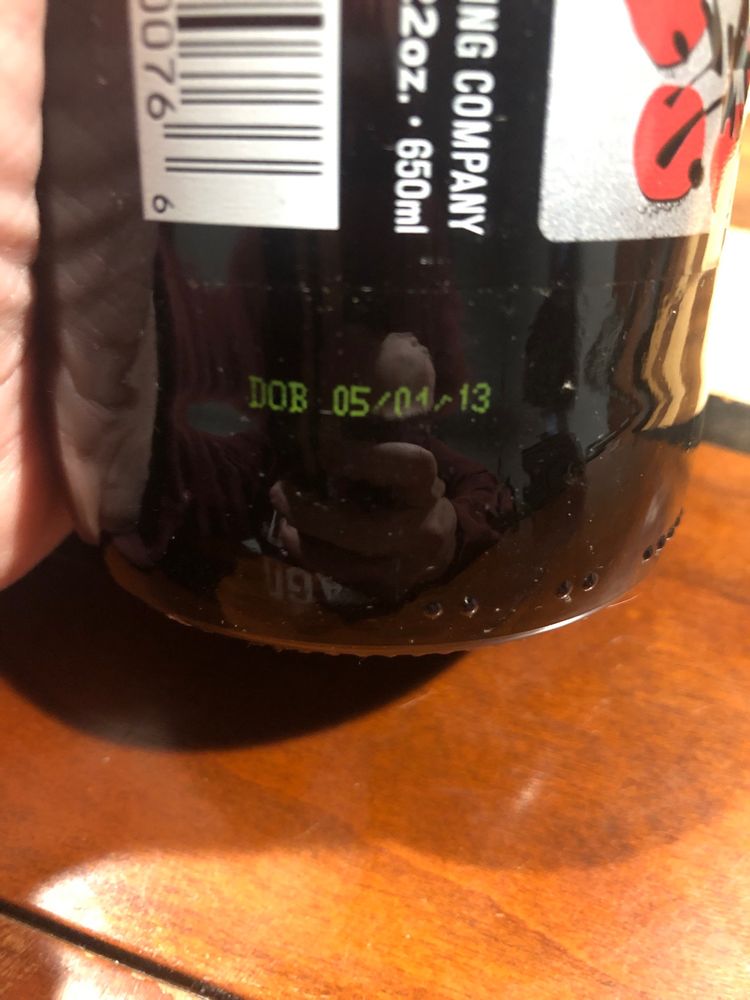 ING COMPANY
22oz. • 650ml
0076 6
DOB 05/01/13